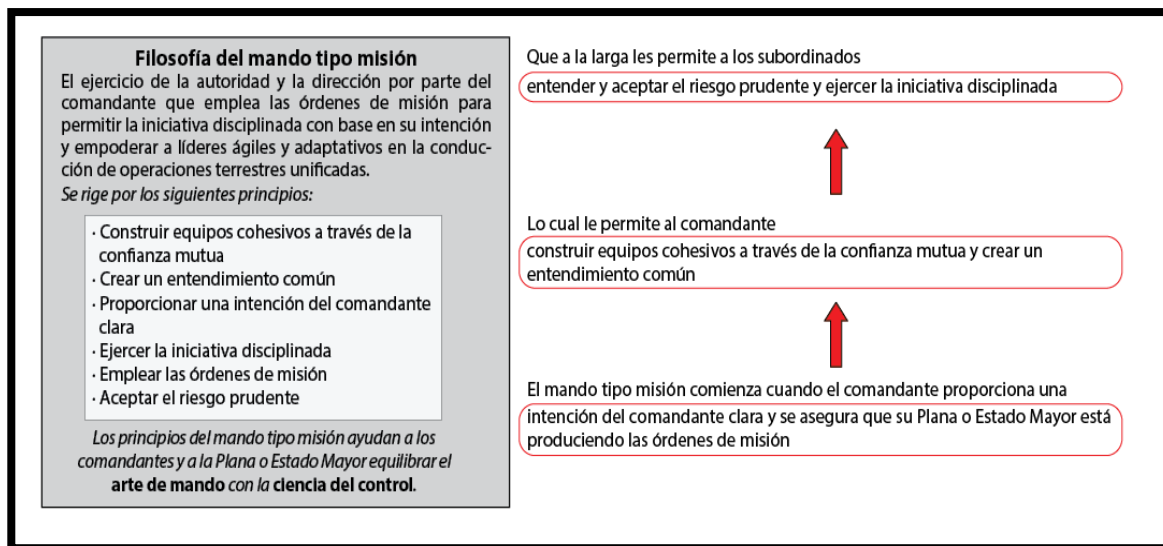 Filosofía del mando tipo misión
El ejercicio de la autoridad y la dirección por parte del
comandante que emplea las órdenes de misión para
permitir la iniciativa disciplinada con base en su intención
y empoderar a líderes ágiles y adaptativos en la conduc-
ción de operaciones terrestres unificadas.
Se rige por los siguientes principios:
· Construir equipos cohesivos a través de la
confianza mutua
· Crear un entendimiento común
· Proporcionar una intención del comandante
clara
· Ejercer la iniciativa disciplinada
· Emplear las órdenes de misión
· Aceptar el riesgo prudente
Los principios del mando tipo misión ayudan a los
comandantes y a la Plana o Estado Mayor equilibrar el
arte de mando con la ciencia del control.
Que a la larga les permite a los subordinados
entender y aceptar el riesgo prudente y ejercer la iniciativa disciplinada
Lo cual le permite al comandante
construir equipos cohesivos a través de la confianza mutua y crear un
entendimiento común
El mando tipo misión comienza cuando el comandante proporciona una
intención del comandante clara y se asegura que su Plana o Estado Mayor está
produciendo las órdenes de misión